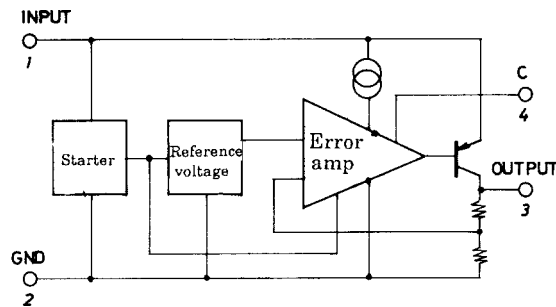 INPUT
1
C
4
Starter
Reference
voltage
Error
amp
OUTPUT
3
GND
2